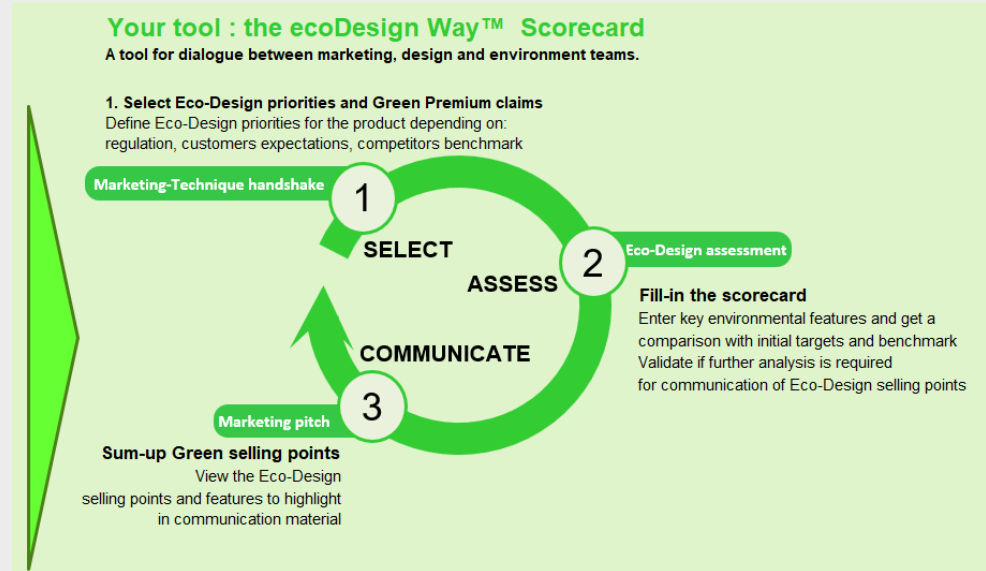 Your tool : the ecoDesign Way™ Scorecard
A tool for dialogue between marketing, design and environment teams.
1. Select Eco-Design priorities and Green Premium claims
Define Eco-Design priorities for the product depending on:
regulation, customers expectations, competitors benchmark
Marketing-Technique handshake
1
SELECT
2
Eco-Design assessment
ASSESS
Fill-in the scorecard
Enter key environmental features and get a
comparison with initial targets and benchmark
Validate if further analysis is required
for communication of Eco-Design selling points
COMMUNICATE
3
Marketing pitch
Sum-up Green selling points
View the Eco-Design
selling points and features to highlight
in communication material